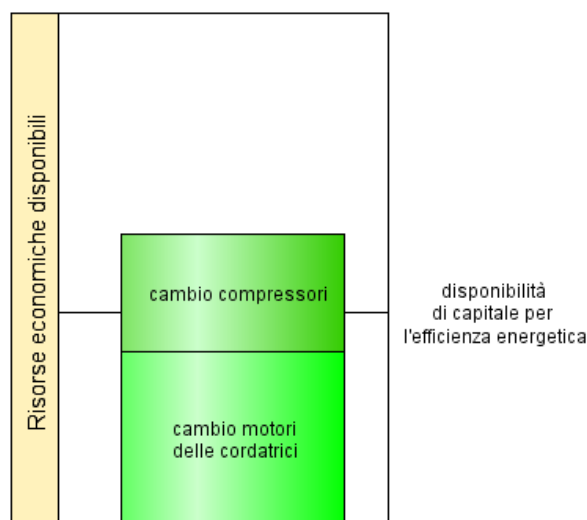 Risorse economiche disponibili
cambio compressori
cambio motori
delle cordatrici
disponibilità
di capitale per
l'efficienza energetica